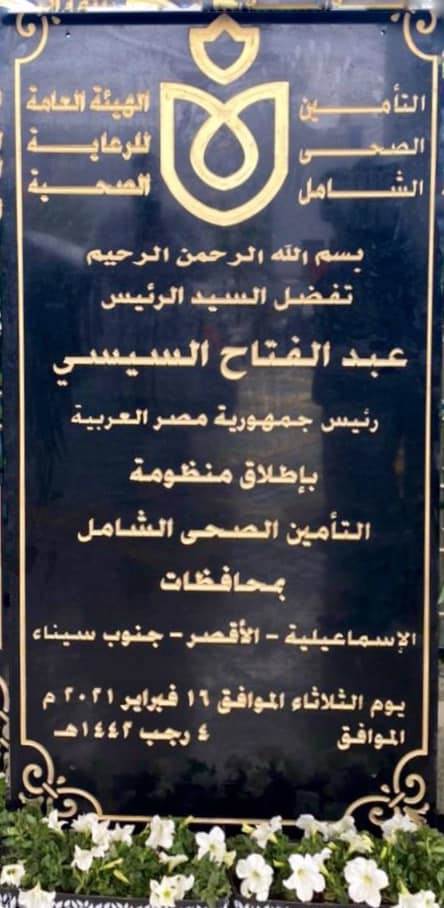 التأمين الصحى الشامل
الهيئة العامة للرعاية الصحية
بسم الله الرحمن الرحيم
تفضل السيد الرئيس
عبد الفتاح السيسي
رئيس جمهورية مصر العربية
بإطلاق منظومة
التأمين الصحى الشامل
بمحافظات
الإسماعيلية - الأقصر - جنوب سيناء
يوم الثلاثاء الموافق ١٦ فبراير ٢٠٢١ م
الموافق ٤ رجب ١٤٤٢هـ